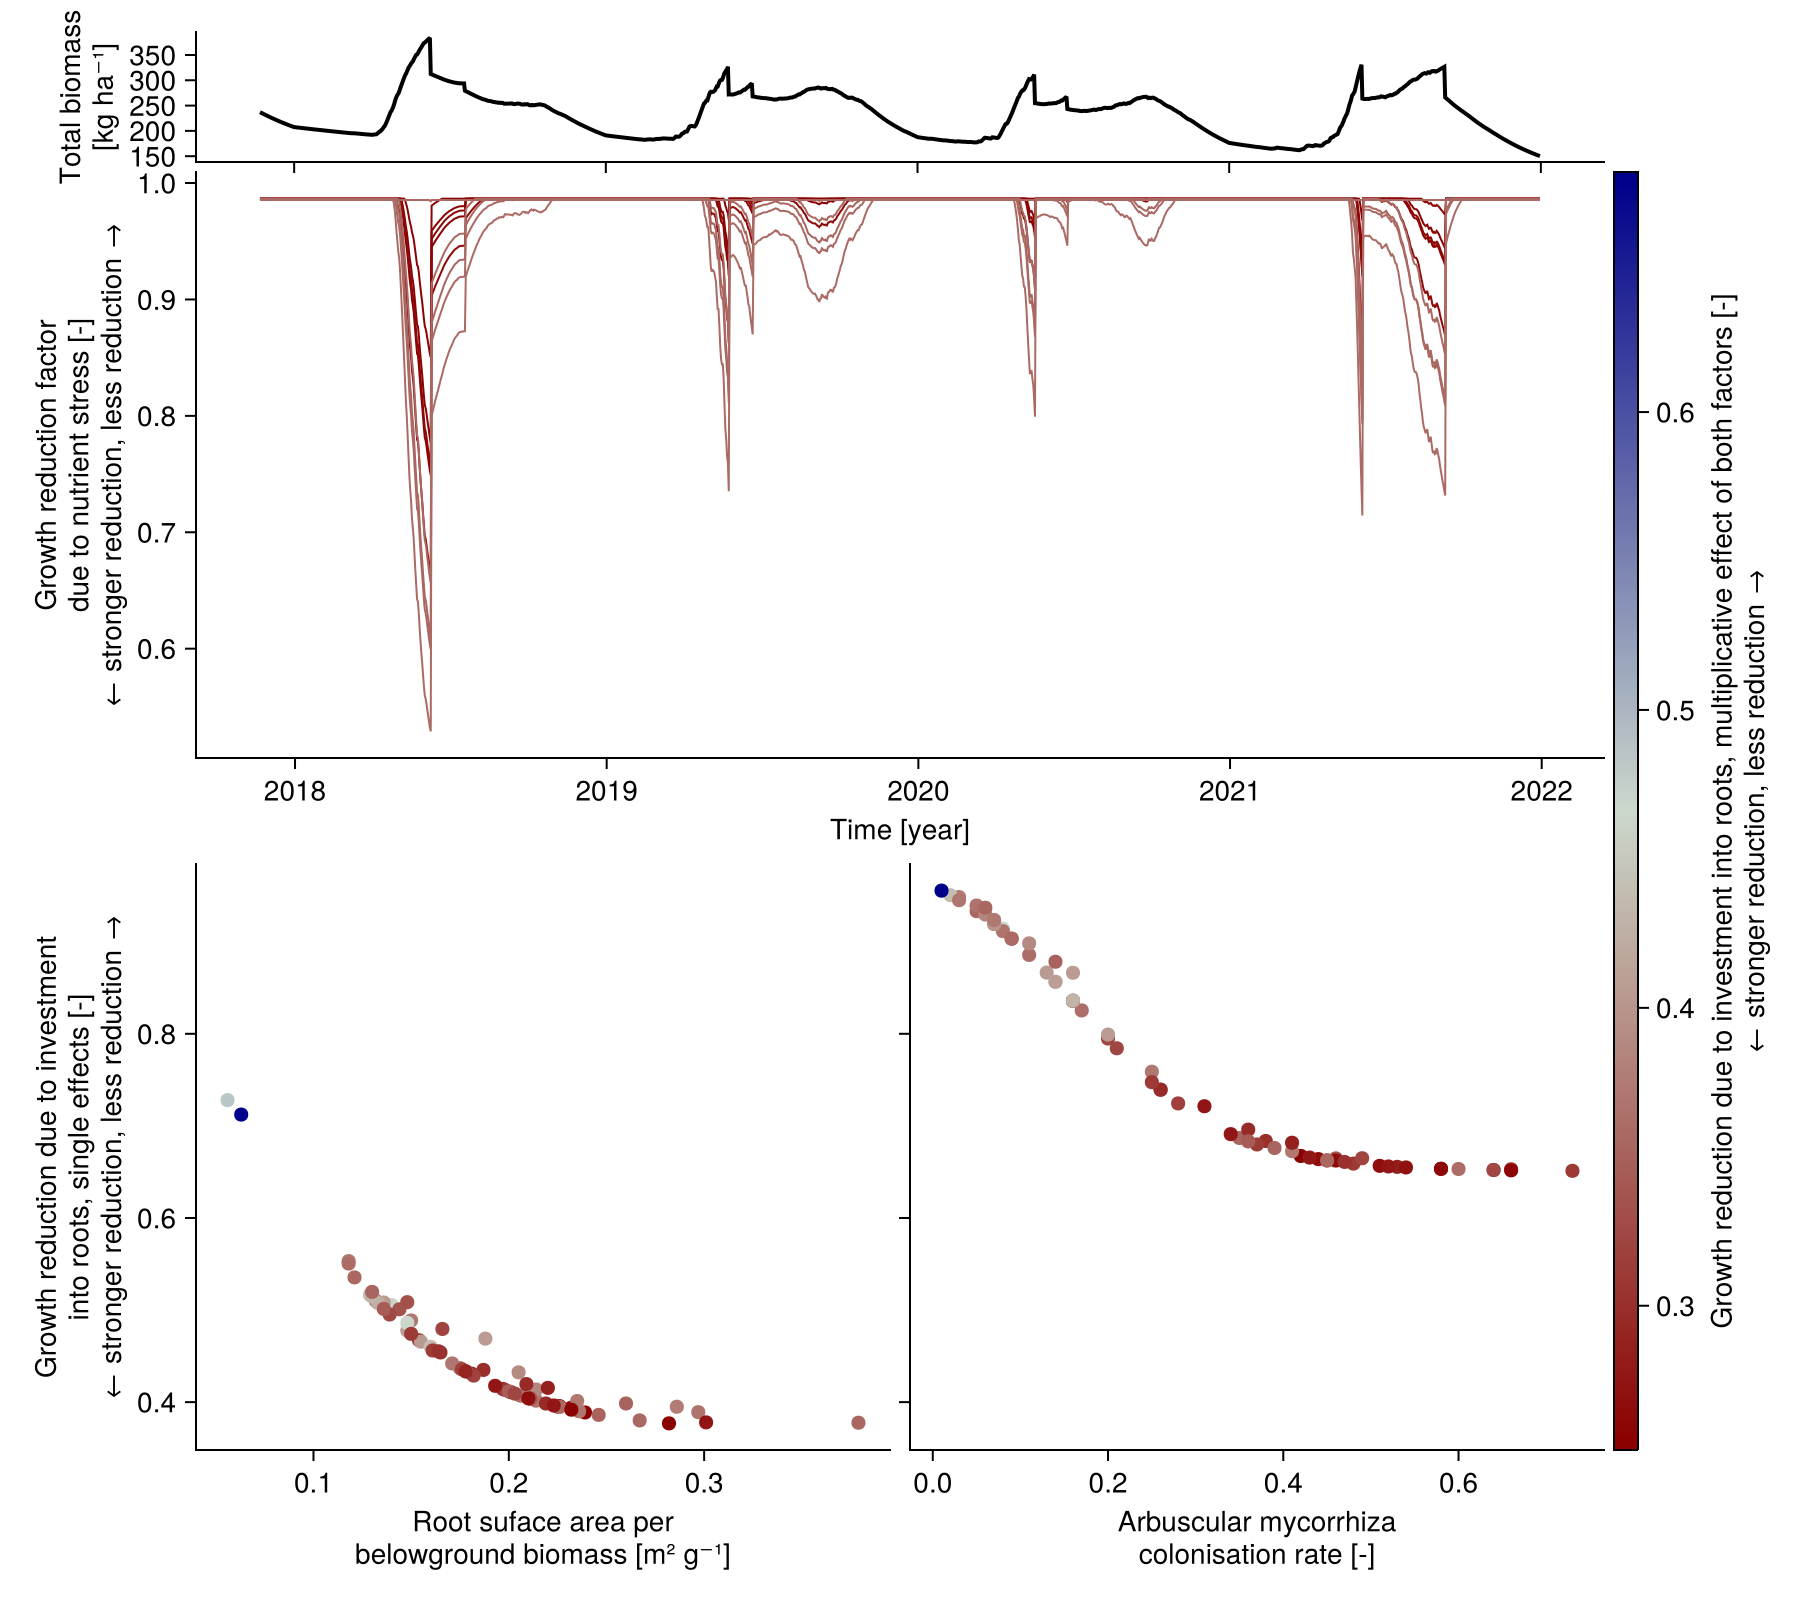 Total biomass
[kg ha⁻¹]
350
300
250
200
150
Growth reduction factor
due to nutrient stress [-]
← stronger reduction, less reduction →
1.0
0.9
0.8
0.7
0.6
2018
2019
2020
2021
2022
Time [year]
Growth reduction due to investment
into roots, single effects [-]
← stronger reduction, less reduction →
0.8
0.6
0.4
0.1
0.2
0.3
Root suface area per
belowground biomass [m² g⁻¹]
0.0
0.2
0.4
0.6
Arbuscular mycorrhiza
colonisation rate [-]
0.6
0.5
0.4
0.3
Growth reduction due to investment into roots, multiplicative effect of both factors [-]
← stronger reduction, less reduction →